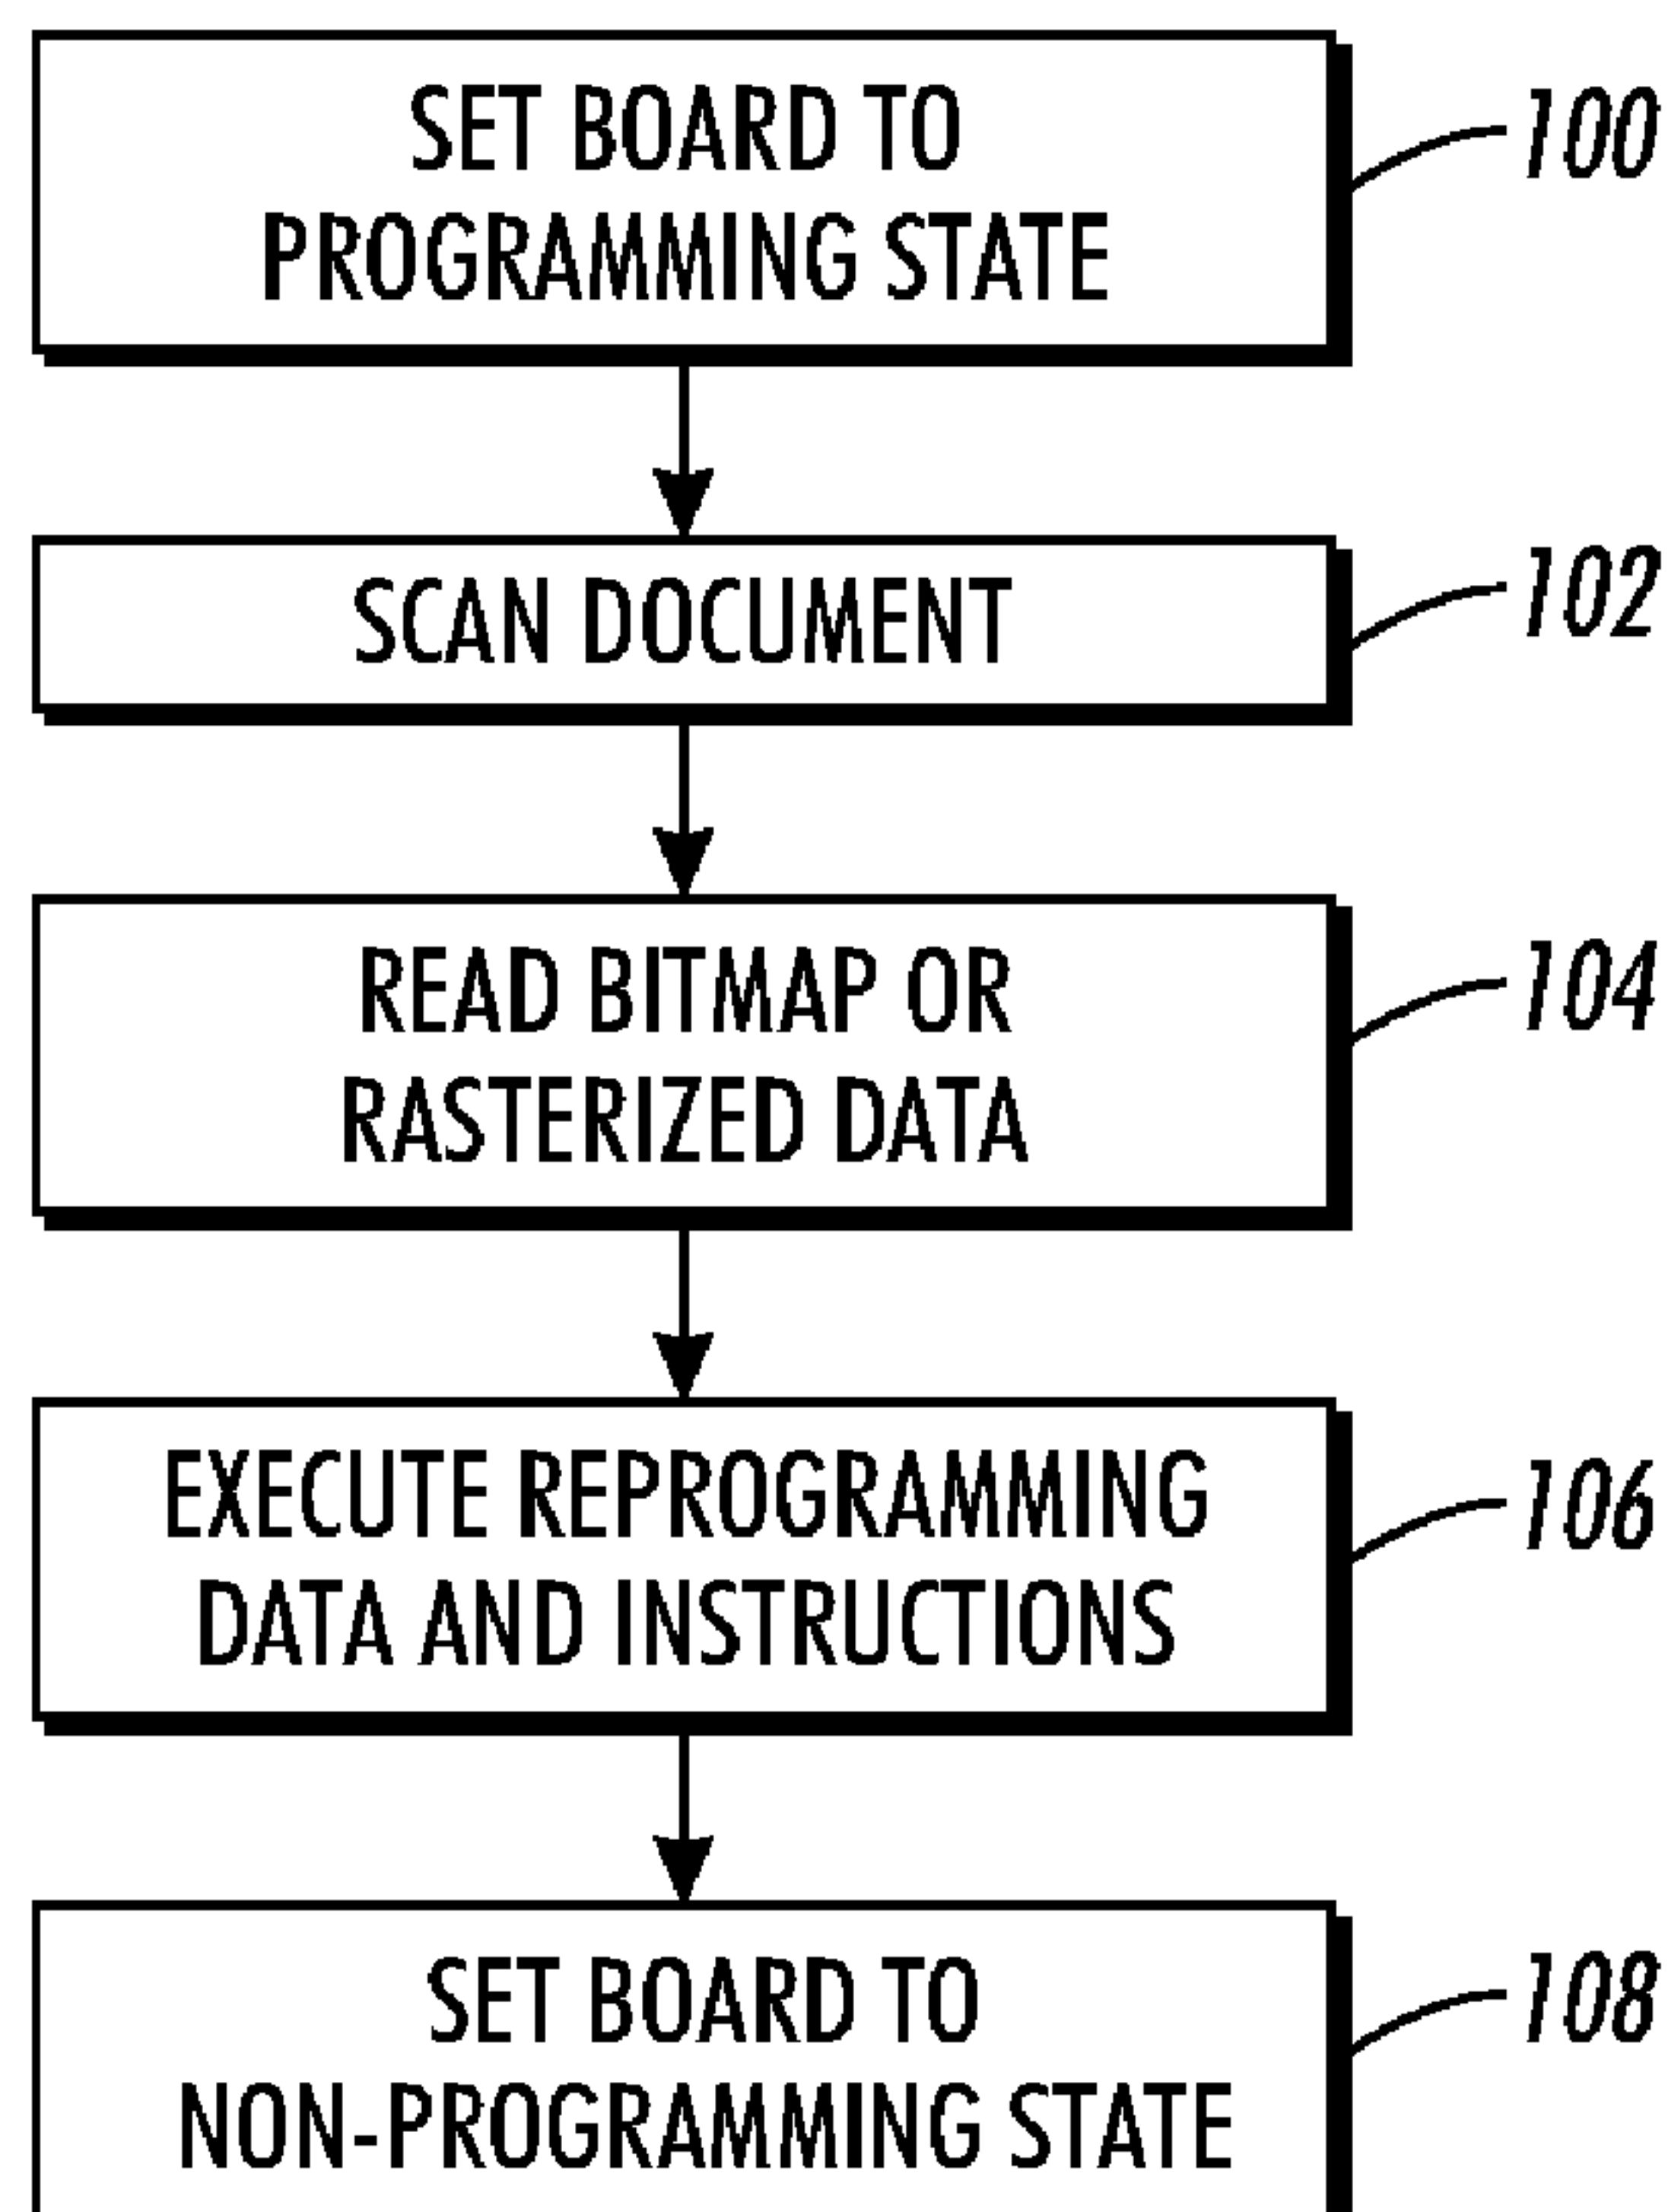 SET BOARD TO
PROGRAMMING STATE
100
SCAN DOCUMENT
102
READ BITMAP OR
RASTERIZED DATA
104
EXECUTE REPROGRAMMING
DATA AND INSTRUCTIONS
106
SET BOARD TO
NON-PROGRAMMING STATE
108